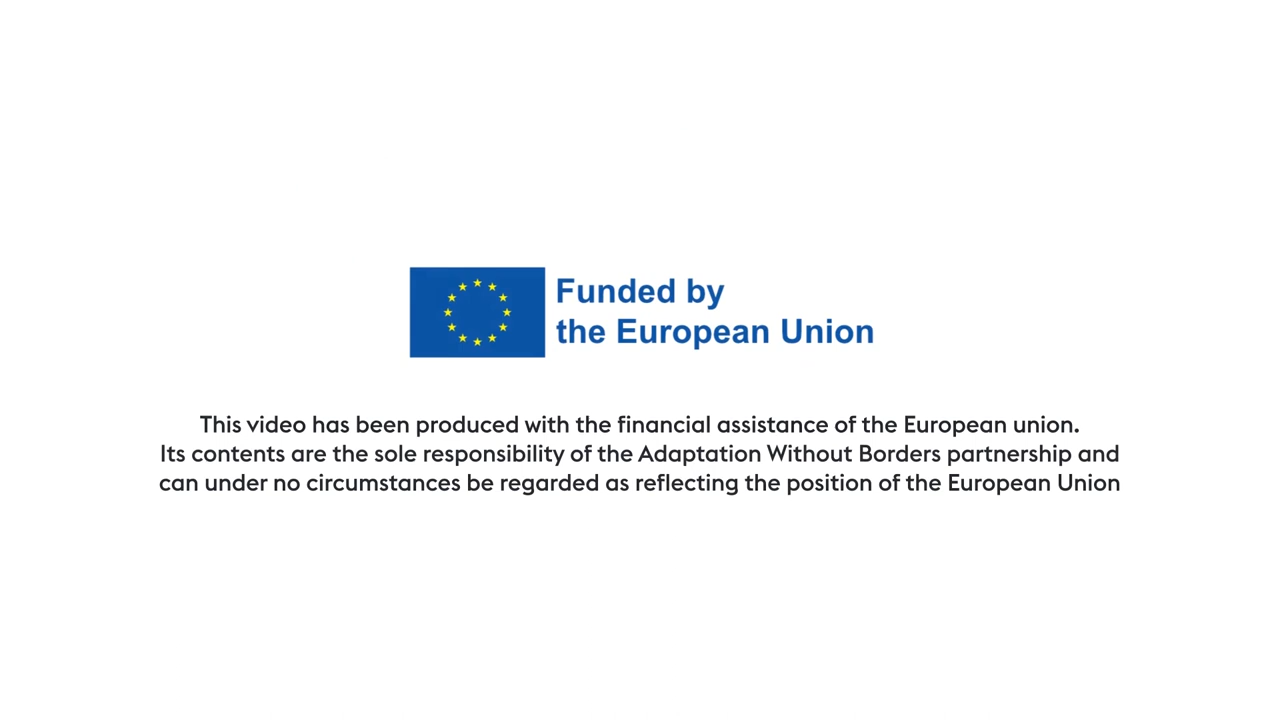 Funded by
the European Union
This video has been produced with the financial assistance of the European union.
Its contents are the sole responsibility of the Adaptation Without Borders partnership and
can under no circumstances be regarded as reflecting the position of the European Union